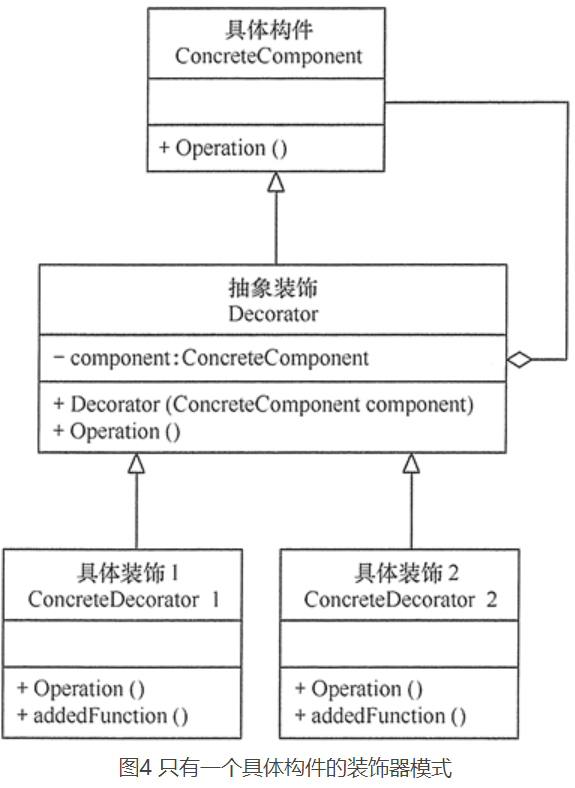 具体构件
ConcreteComponent
+ Operation ()
抽象装饰
Decorator
− component:ConcreteComponent
+ Decorator (ConcreteComponent component)
+ Operation ()
具体装饰1
ConcreteDecorator 1
+ Operation ()
+ addedFunction ()
具体装饰2
ConcreteDecorator 2
+ Operation ()
+ addedFunction ()
图4 只有一个具体构件的装饰器模式